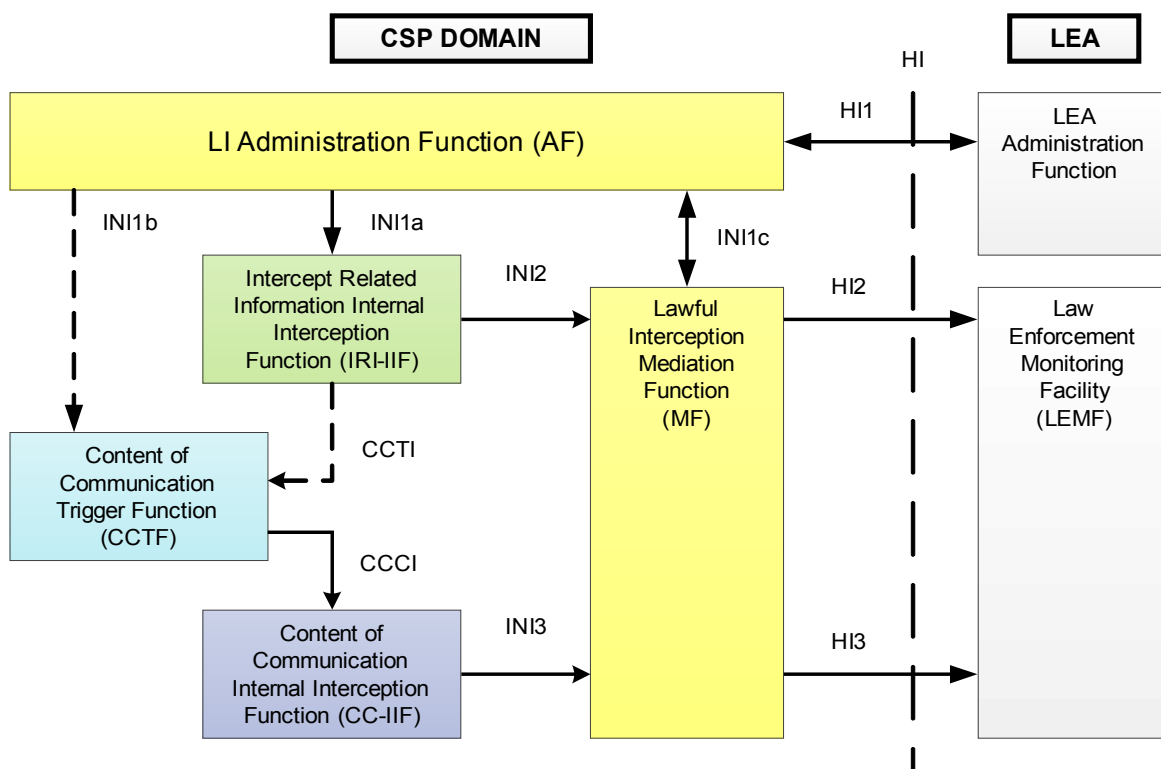 CSP DOMAIN
LEA
HI
LI Administration Function (AF)
HI1
LEA
Administration
Function
INI1b
INI1a
INI1c
Intercept Related
Information Internal
Interception
Function (IRI-IIF)
INI2
Lawful
Interception
Mediation
Function
(MF)
HI2
Law
Enforcement
Monitoring
Facility
(LEMF)
Content of
Communication
Trigger Function
(CCTF)
CCTI
CCCI
Content of
Communication
Internal Interception
Function (CC-IIF)
INI3
HI3